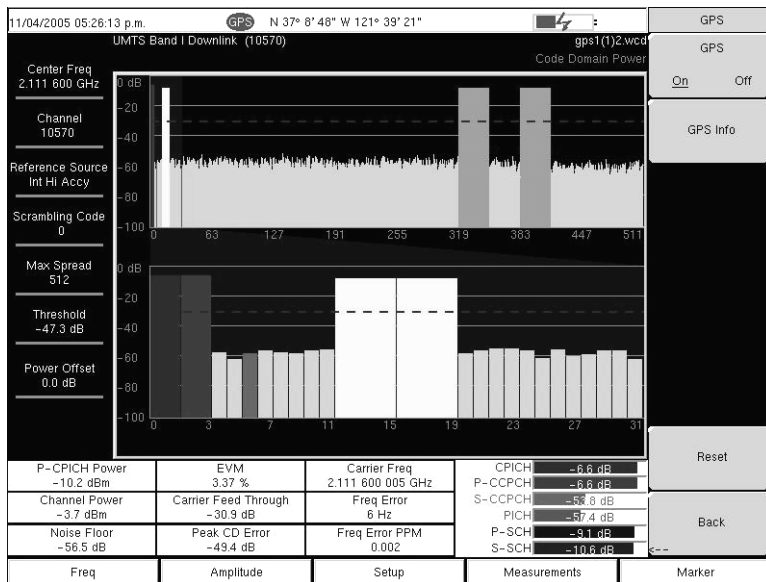 11/04/2005 05:26:13 p.m.
GPS
N 37° 8' 48" W 121° 39' 21"
GPS
UMTS Band I Downlink (10570)
gps1(1)2.wcd
Code Domain Power
GPS
On Off
GPS Info
Reset
Back
<--
Center Freq
2.111 600 GHz
Channel
10570
Reference Source
Int Hi Accy
Scrambling Code
0
Max Spread
512
Threshold
-47.3 dB
Power Offset
0.0 dB
0 dB
-20
-40
-60
-80
-100
0 63 127 191 255 319 383 447 511
0 dB
-20
-40
-60
-80
-100
0 3 7 11 15 19 23 27 31
P-CPICH Power
-10.2 dBm
EVM
3.37 %
Carrier Freq
2.111 600 005 GHz
Channel Power
-3.7 dBm
Carrier Feed Through
-30.9 dB
Freq Error
6 Hz
Noise Floor
-56.5 dB
Peak CD Error
-49.4 dB
Freq Error PPM
0.002
CPICH -6.6 dB
P-CCPCH -6.6 dB
S-CCPCH -53.8 dB
PICH -57.4 dB
P-SCH -9.1 dB
S-SCH -10.6 dB
Freq
Amplitude
Setup
Measurements
Marker